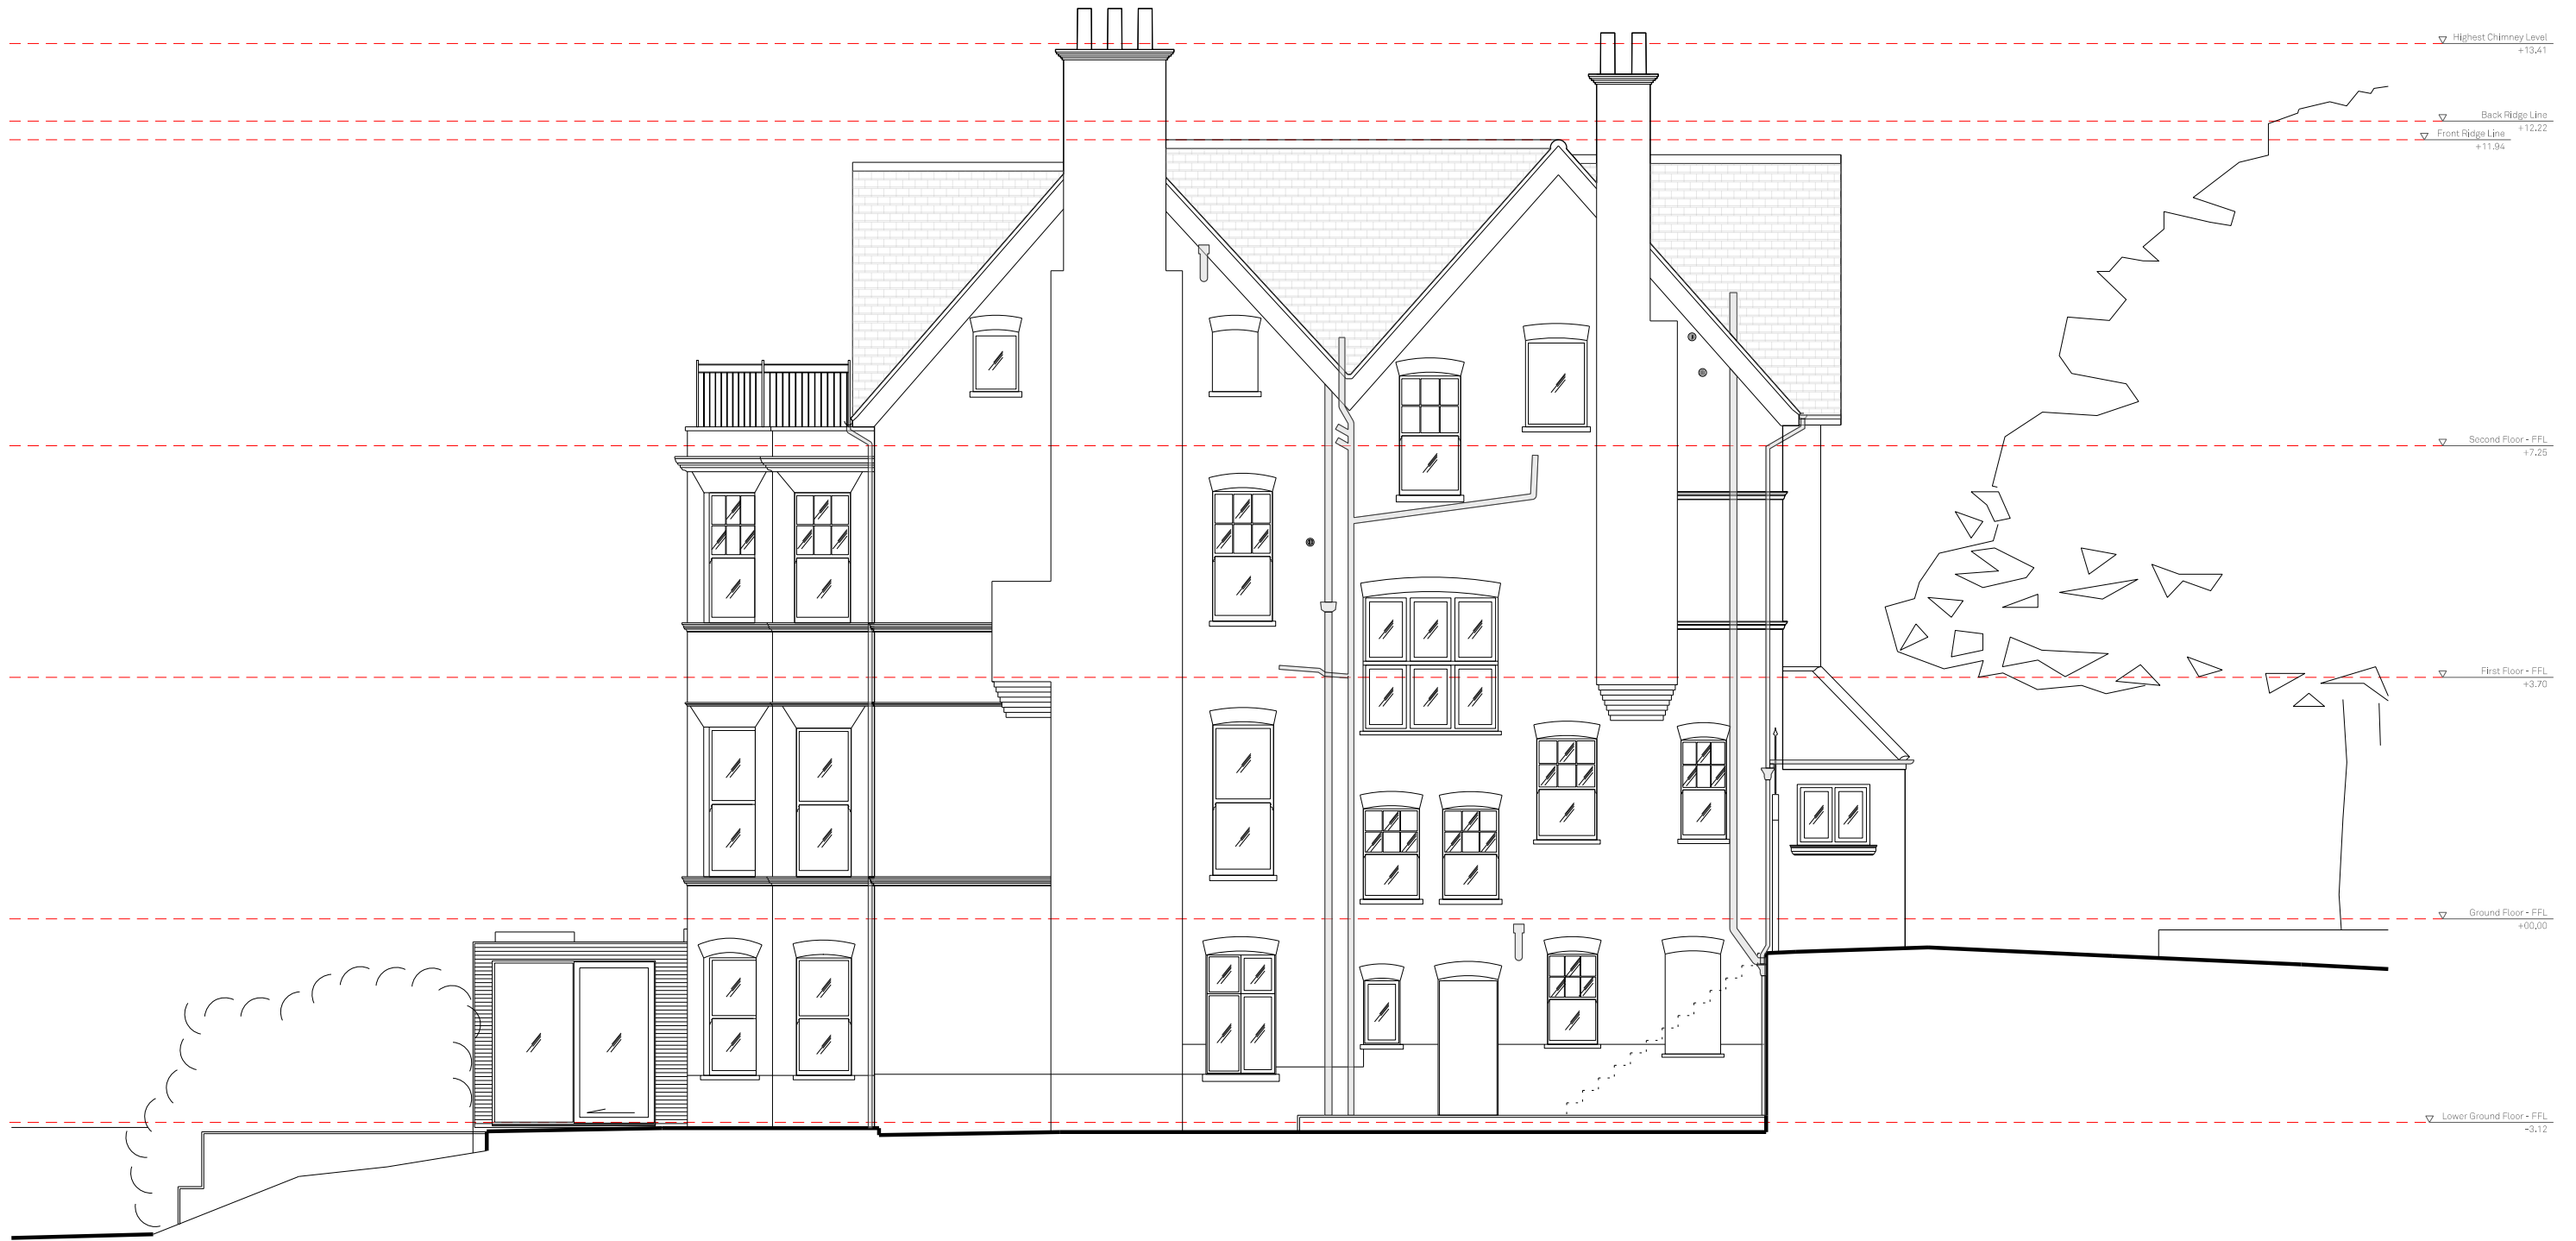 Highest Chimney Level
+13.41
Back Ridge Line
+12.22
Front Ridge Line
+11.94
Second Floor - FFL
+7.25
First Floor - FFL
+3.70
Ground Floor - FFL
+00.00
Lower Ground Floor - FFL
-3.12